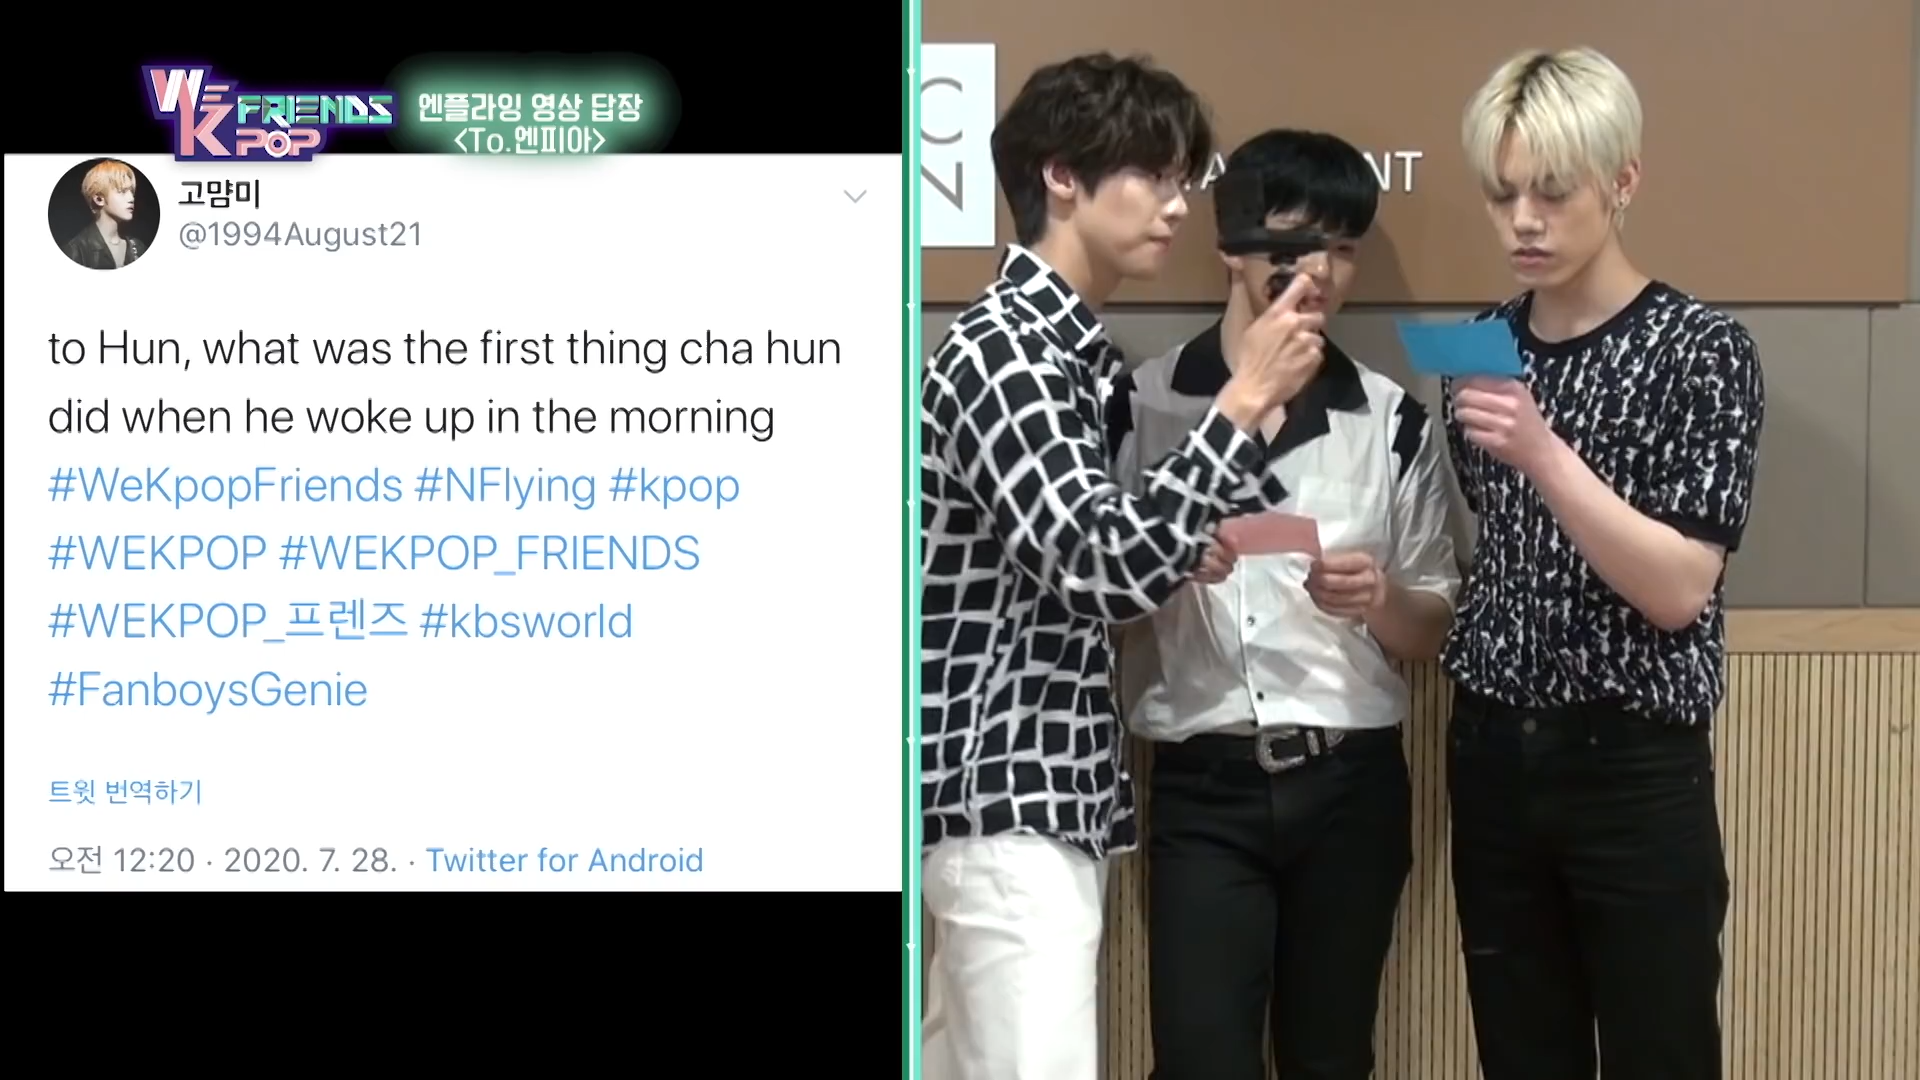 WE K FRIENDS POP
엔플라잉 영상 답장
<To.엔피아>
고먐미
@1994August21
to Hun, what was the first thing cha hun
did when he woke up in the morning
#WeKpopFriends #NFlying #kpop
#WEKPOP #WEKPOP_FRIENDS
#WEKPOP_프렌즈 #kbsworld
#FanboysGenie
트윗 번역하기
오전 12:20 · 2020. 7. 28. · Twitter for Android
C
N
NT